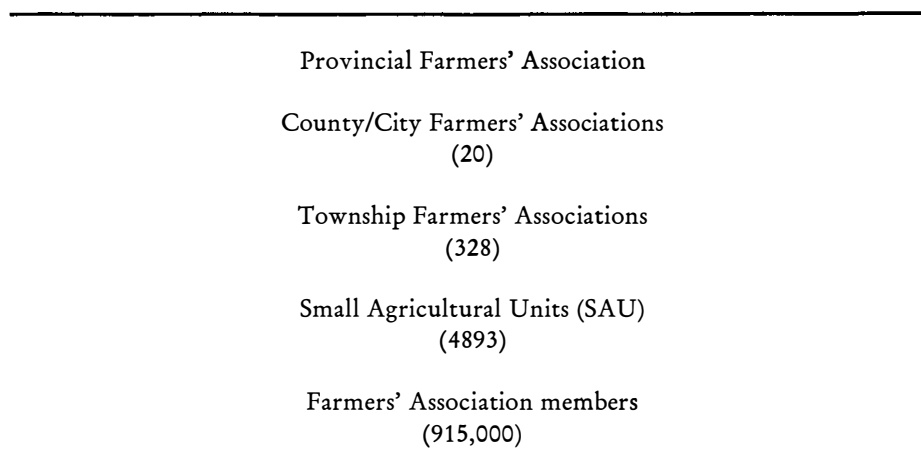 Provincial Farmers’ Association
County/City Farmers’ Associations
(20)
Township Farmers’ Associations
(328)
Small Agricultural Units (SAU)
(4893)
Farmers’ Association members
(915,000)